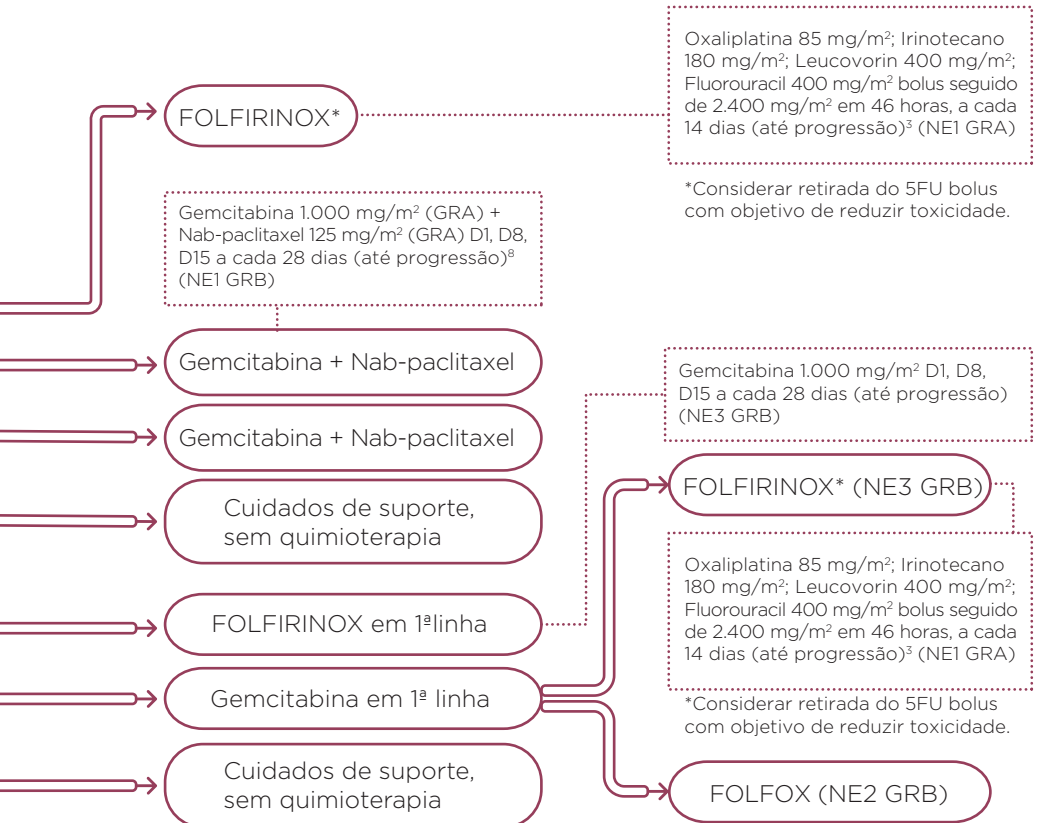 Oxaliplatina 85 mg/m²; Irinotecano
180 mg/m²; Leucovorin 400 mg/m²;
Fluorouracil 400 mg/m² bolus seguido
de 2.400 mg/m² em 46 horas, a cada
14 dias (até progressão)³ (NE1 GRA)
FOLFIRINOX*
*Considerar retirada do 5FU bolus
com objetivo de reduzir toxicidade.
Gemcitabina 1.000 mg/m² (GRA) +
Nab-paclitaxel 125 mg/m² (GRA) D1, D8,
D15 a cada 28 dias (até progressão)⁸
(NE1 GRB)
Gemcitabina + Nab-paclitaxel
Gemcitabina + Nab-paclitaxel
Cuidados de suporte,
sem quimioterapia
Gemcitabina 1.000 mg/m² D1, D8,
D15 a cada 28 dias (até progressão)
(NE3 GRB)
FOLFIRINOX em 1ªlinha
Gemcitabina em 1ª linha
FOLFIRINOX* (NE3 GRB)
Oxaliplatina 85 mg/m²; Irinotecano
180 mg/m²; Leucovorin 400 mg/m²;
Fluorouracil 400 mg/m² bolus seguido
de 2.400 mg/m² em 46 horas, a cada
14 dias (até progressão)³ (NE1 GRA)
*Considerar retirada do 5FU bolus
com objetivo de reduzir toxicidade.
FOLFOX (NE2 GRB)
Cuidados de suporte,
sem quimioterapia